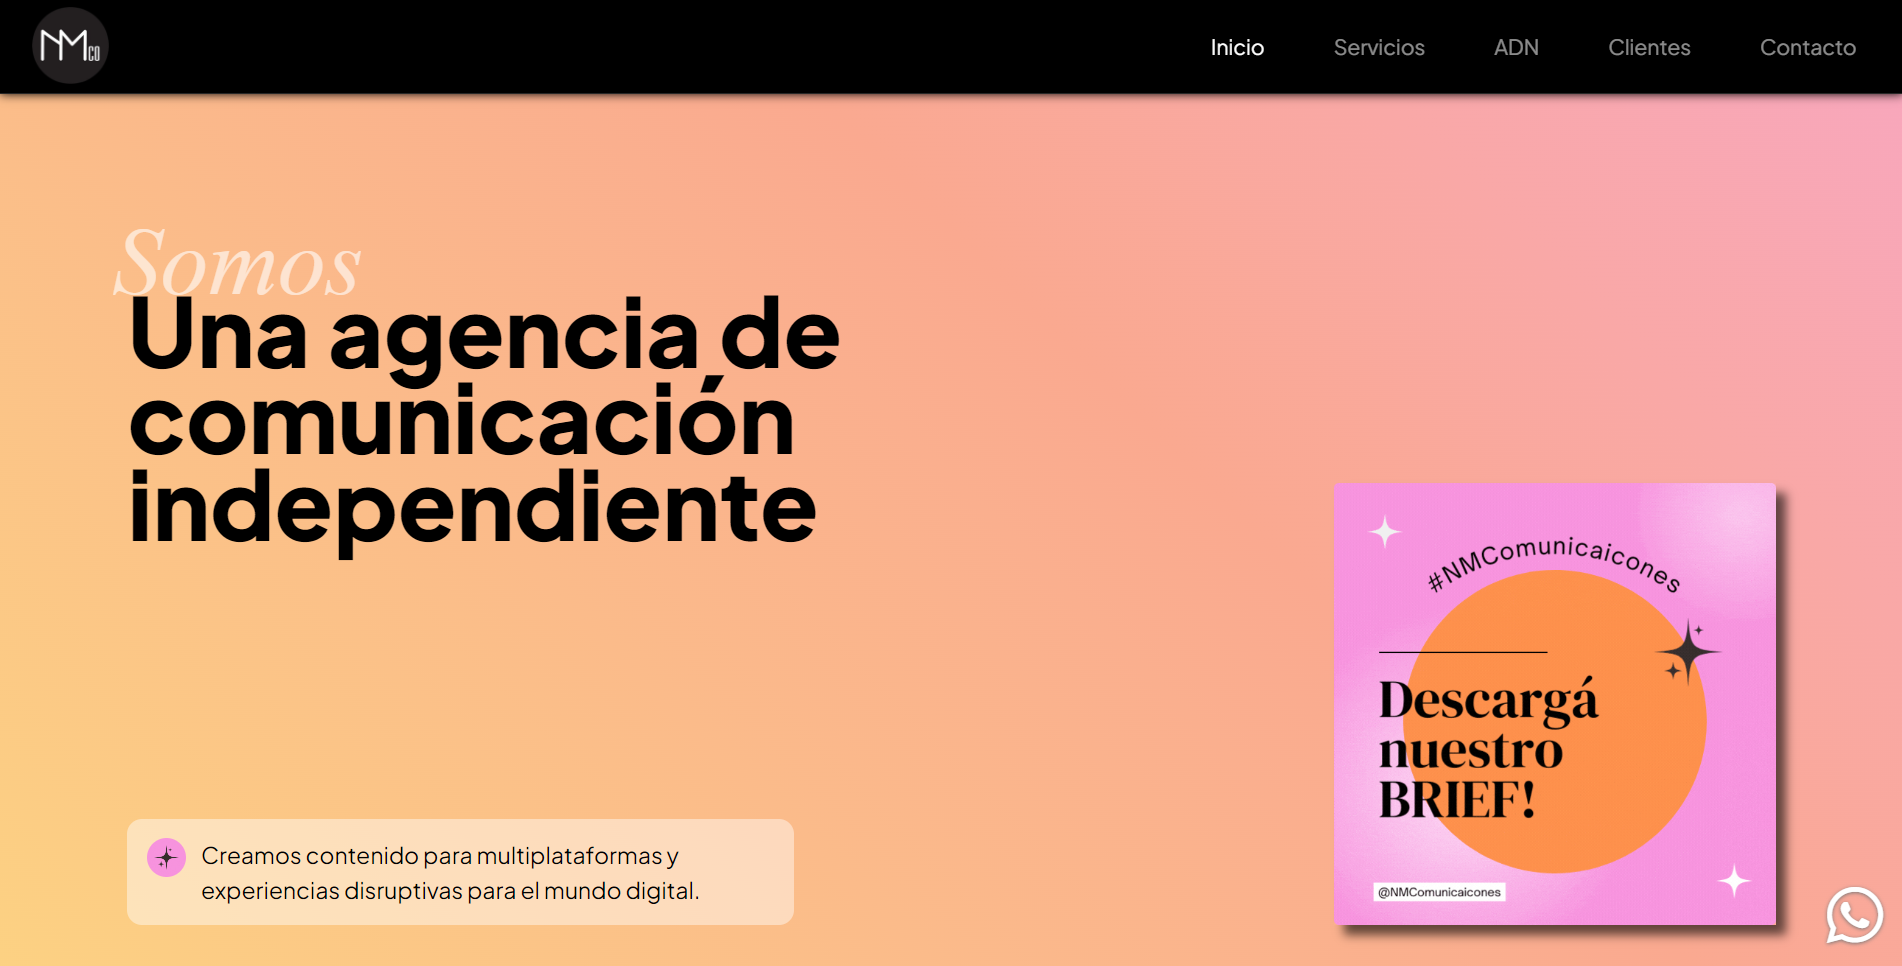 NMco
Inicio
Servicios
ADN
Clientes
Contacto
Somos
Una agencia de
comunicación
independiente
Creamos contenido para multiplataformas y
experiencias disruptivas para el mundo digital.
#NMComunicaicones
Descargá
nuestro
BRIEF!
@NMComunicaicones